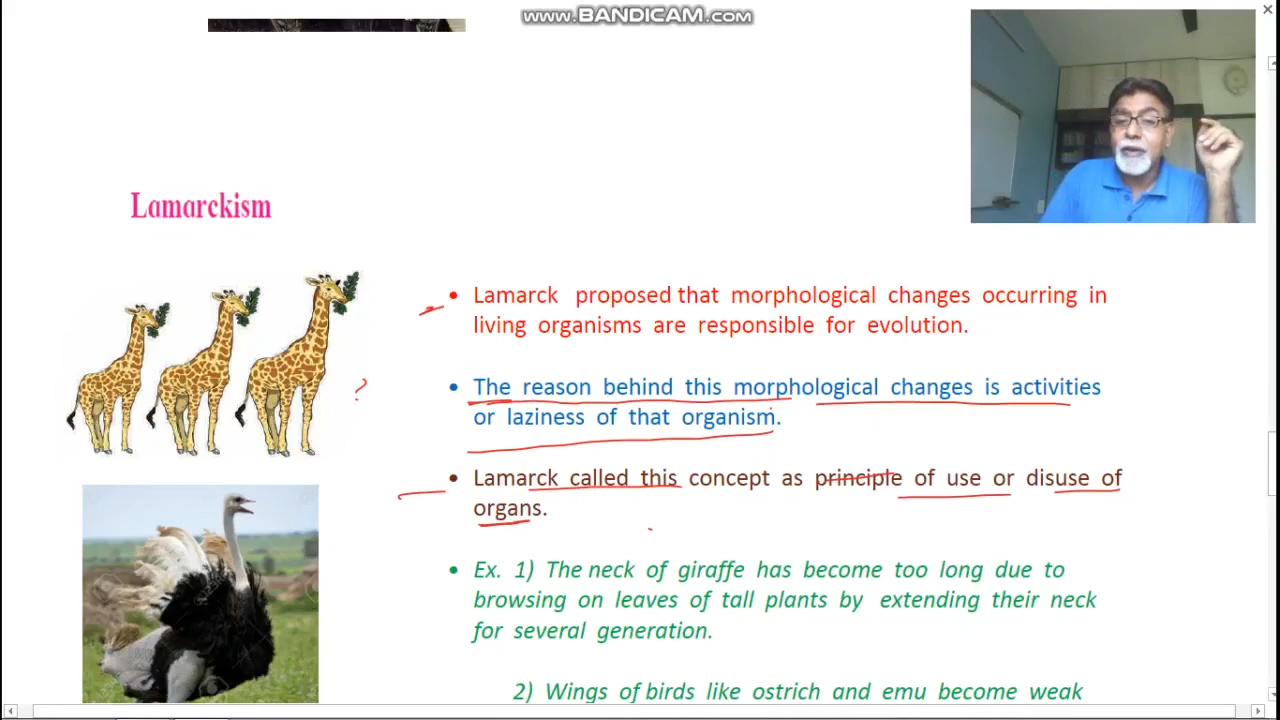 www.BANDICAM.com
Lamarckism
• Lamarck proposed that morphological changes occurring in
living organisms are responsible for evolution.
?
• The reason behind this morphological changes is activities
or laziness of that organism.
• Lamarck called this concept as principle of use or disuse of
organs.
• Ex. 1) The neck of giraffe has become too long due to
browsing on leaves of tall plants by extending their neck
for several generation.
2) Wings of birds like ostrich and emu become weak